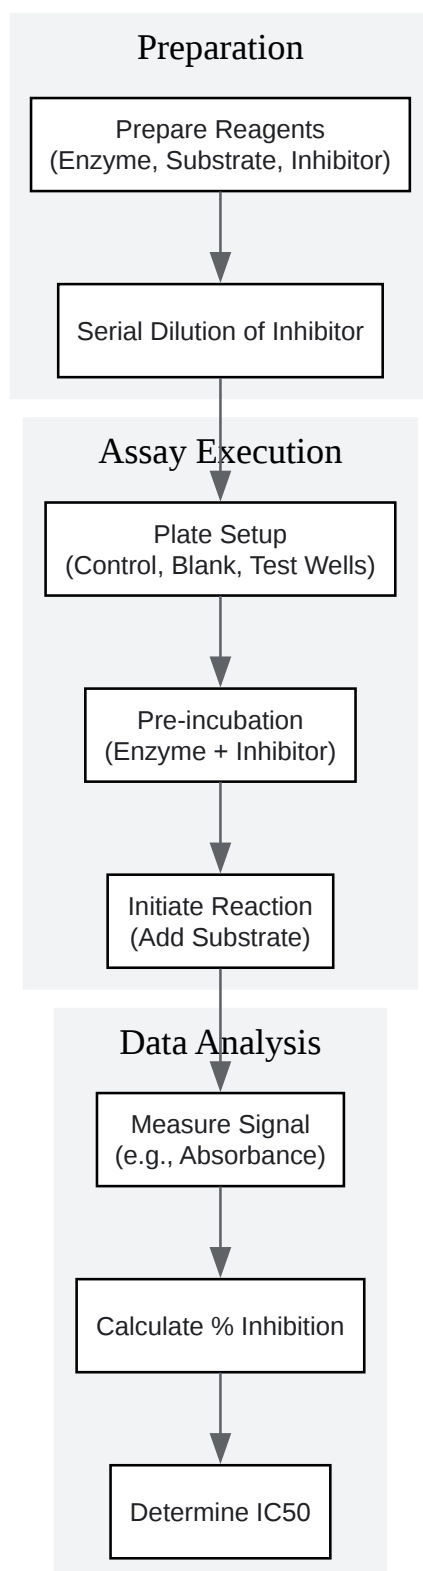 Preparation
Prepare Reagents
(Enzyme, Substrate, Inhibitor)
Serial Dilution of Inhibitor
Assay Execution
Plate Setup
(Control, Blank, Test Wells)
Pre-incubation
(Enzyme + Inhibitor)
Initiate Reaction
(Add Substrate)
Data Analysis
Measure Signal
(e.g., Absorbance)
Calculate % Inhibition
Determine IC50